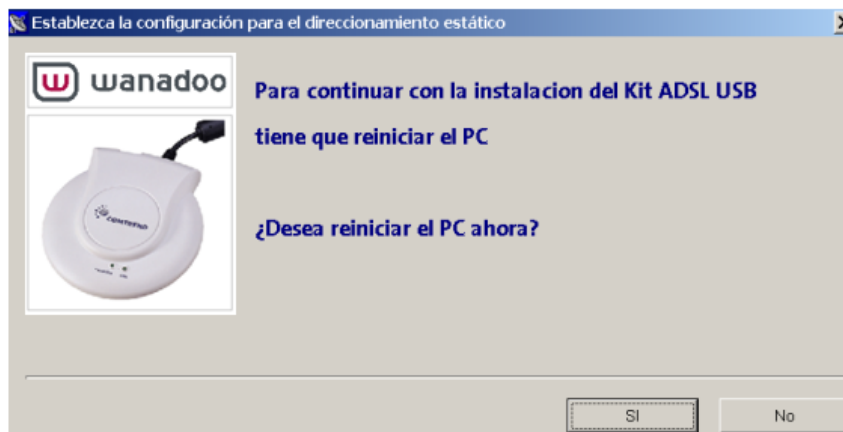 Establezca la configuración para el direccionamiento estático
wanadoo
Para continuar con la instalacion del Kit ADSL USB
tiene que reiniciar el PC
COMTREND
¿Desea reiniciar el PC ahora?
SI
No